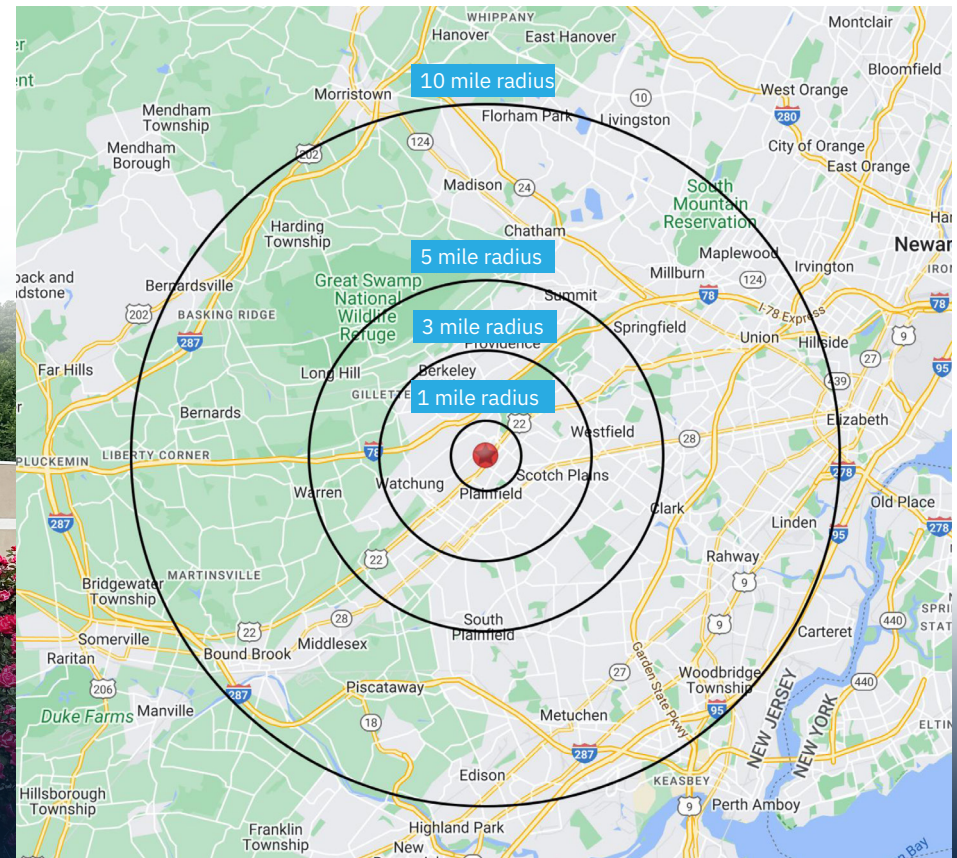 WHIPPANY
Montclair
Hanover
East Hanover
Bloomfield
10 mile radius
West Orange
Morristown
10
280
Mendham
Township
Florham Park
Livingston
124
City of Orange
Mendham
Borough
202
East Orange
Madison
24
South
Mountain
Reservation
Harding
Township
Chatham
Newar
Maplewood
5 mile radius
Irvington
Millburn
124
Great Swamp
National
Wildlife
Refuge
Bernardsville
Summit
78
78
202
BASKING RIDGE
I-78 Express
3 mile radius
Springfield
287
Union
Hillside
9
27
Far Hills
Long Hill
Berkeley
95
439
GILLETTE
1 mile radius
Bernards
22
Elizabeth
Westfield
28
PLUCKEMIN
LIBERTY CORNER
78
278
Watchung
Scotch Plains
Warren
Plainfield
Old Place
Clark
Linden
287
95
278
22
Rahway
9
MARTINSVILLE
Bridgewater
Township
28
South
Plainfield
9
440
22
Carteret
Somerville
Middlesex
Bound Brook
Raritan
27
Garden State Pkwy
Woodbridge
Township
206
287
Piscataway
440
Duke Farms
Manville
18
Metuchen
95
NEW JERSEY
NEW YORK
287
Edison
KEASBEY
Hillsborough
Township
9
Perth Amboy
Franklin
Township
Highland Park
New
Bay